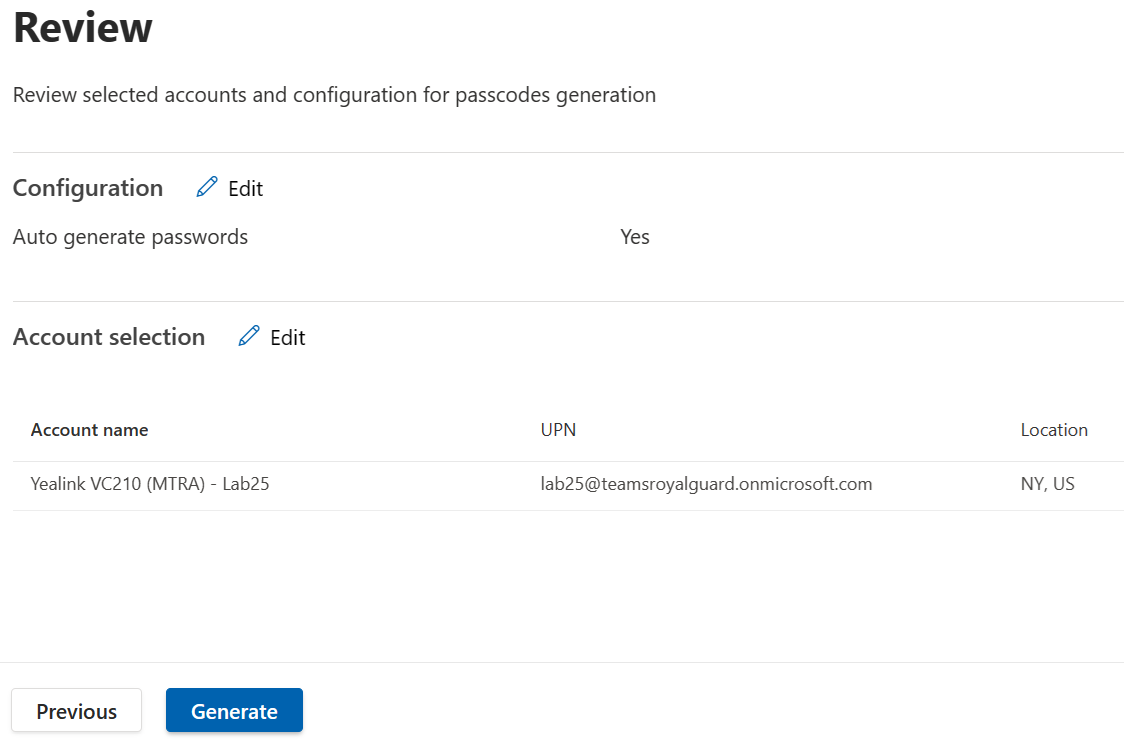 Review
Review selected accounts and configuration for passcodes generation
Configuration Edit
Auto generate passwords Yes
Account selection Edit
Account name UPN Location
Yealink VC210 (MTRA) - Lab25 lab25@teamsroyalguard.onmicrosoft.com NY, US
Previous Generate